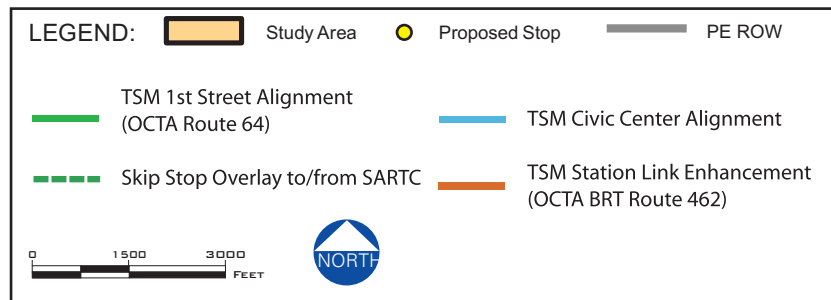 LEGEND: Study Area Proposed Stop PE ROW
TSM 1st Street Alignment
(OCTA Route 64)
TSM Civic Center Alignment
Skip Stop Overlay to/from SARTC
TSM Station Link Enhancement
(OCTA BRT Route 462)
0 1500 3000
FEET
NORTH